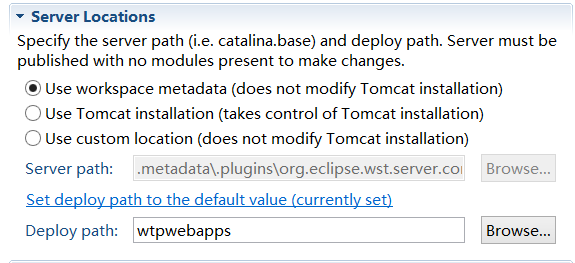 Server Locations
Specify the server path (i.e. catalina.base) and deploy path. Server must be
published with no modules present to make changes.
Use workspace metadata (does not modify Tomcat installation)
Use Tomcat installation (takes control of Tomcat installation)
Use custom location (does not modify Tomcat installation)
Server path: .metadata\.plugins\org.eclipse.wst.server.cor Browse...
Set deploy path to the default value (currently set)
Deploy path: wtpwebapps Browse...